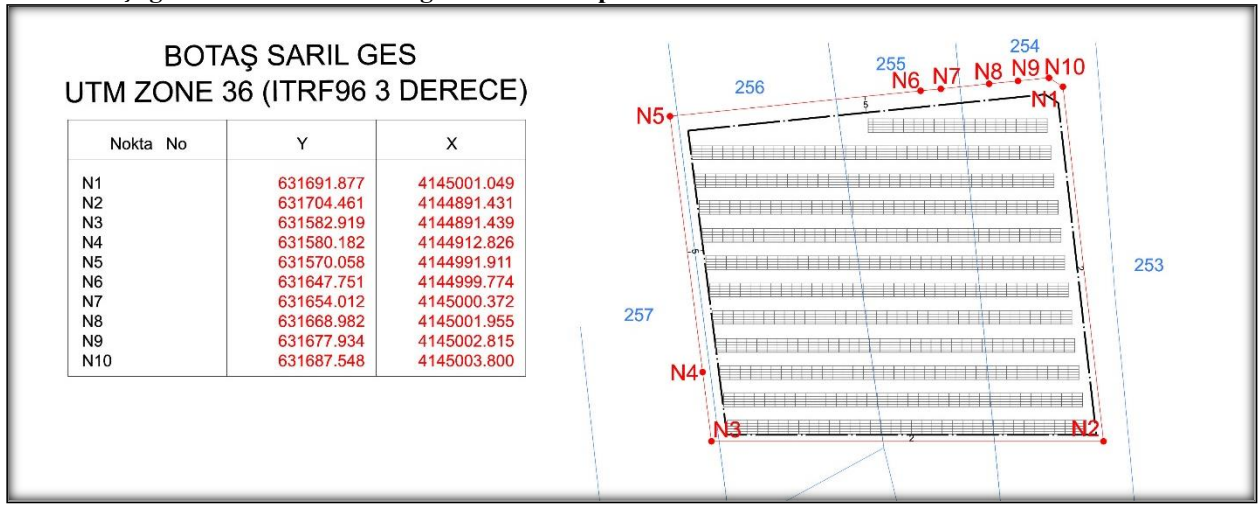 BOTAŞ SARIL GES
UTM ZONE 36 (ITRF96 3 DERECE)
Nokta No Y X
N1 631691.877 4145001.049
N2 631704.461 4144891.431
N3 631582.919 4144891.439
N4 631580.182 4144912.826
N5 631570.058 4144991.911
N6 631647.751 4144999.774
N7 631654.012 4145000.372
N8 631668.982 4145001.955
N9 631677.934 4145002.815
N10 631687.548 4145003.800
254
255
256
N6 N7 N8 N9 N10
N5
N1
5
5
2
253
257
N4
N3
N2
2